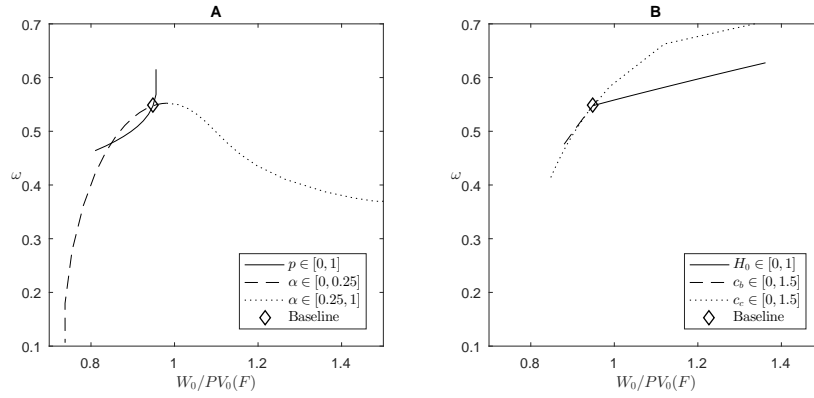 A
0.7
0.6
0.5
0.4
0.3
0.2
0.1
ω
0.8 1 1.2 1.4
W₀/PV₀(F)
p ∈ [0, 1]
α ∈ [0, 0.25]
α ∈ [0.25, 1]
Baseline
B
0.7
0.6
0.5
0.4
0.3
0.2
0.1
ω
0.8 1 1.2 1.4
W₀/PV₀(F)
H₀ ∈ [0, 1]
c_b ∈ [0, 1.5]
c_c ∈ [0, 1.5]
Baseline